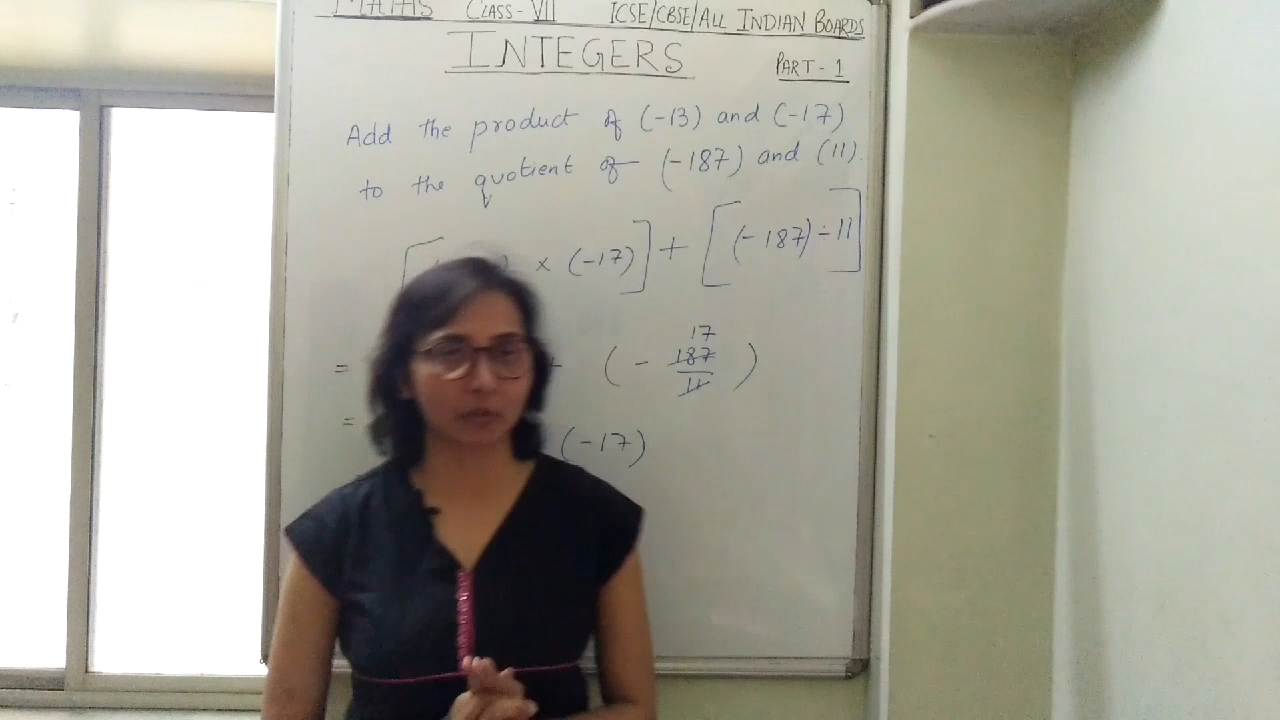 MATHS CLASS-VII ICSE/CBSE/ALL INDIAN BOARDS
INTEGERS
PART-1
Add the product of (-13) and (-17)
to the quotient of (-187) and (11).
[ × (-17)] + [(-187) ÷ 11]
= + (- 187/11) 17
= (-17)